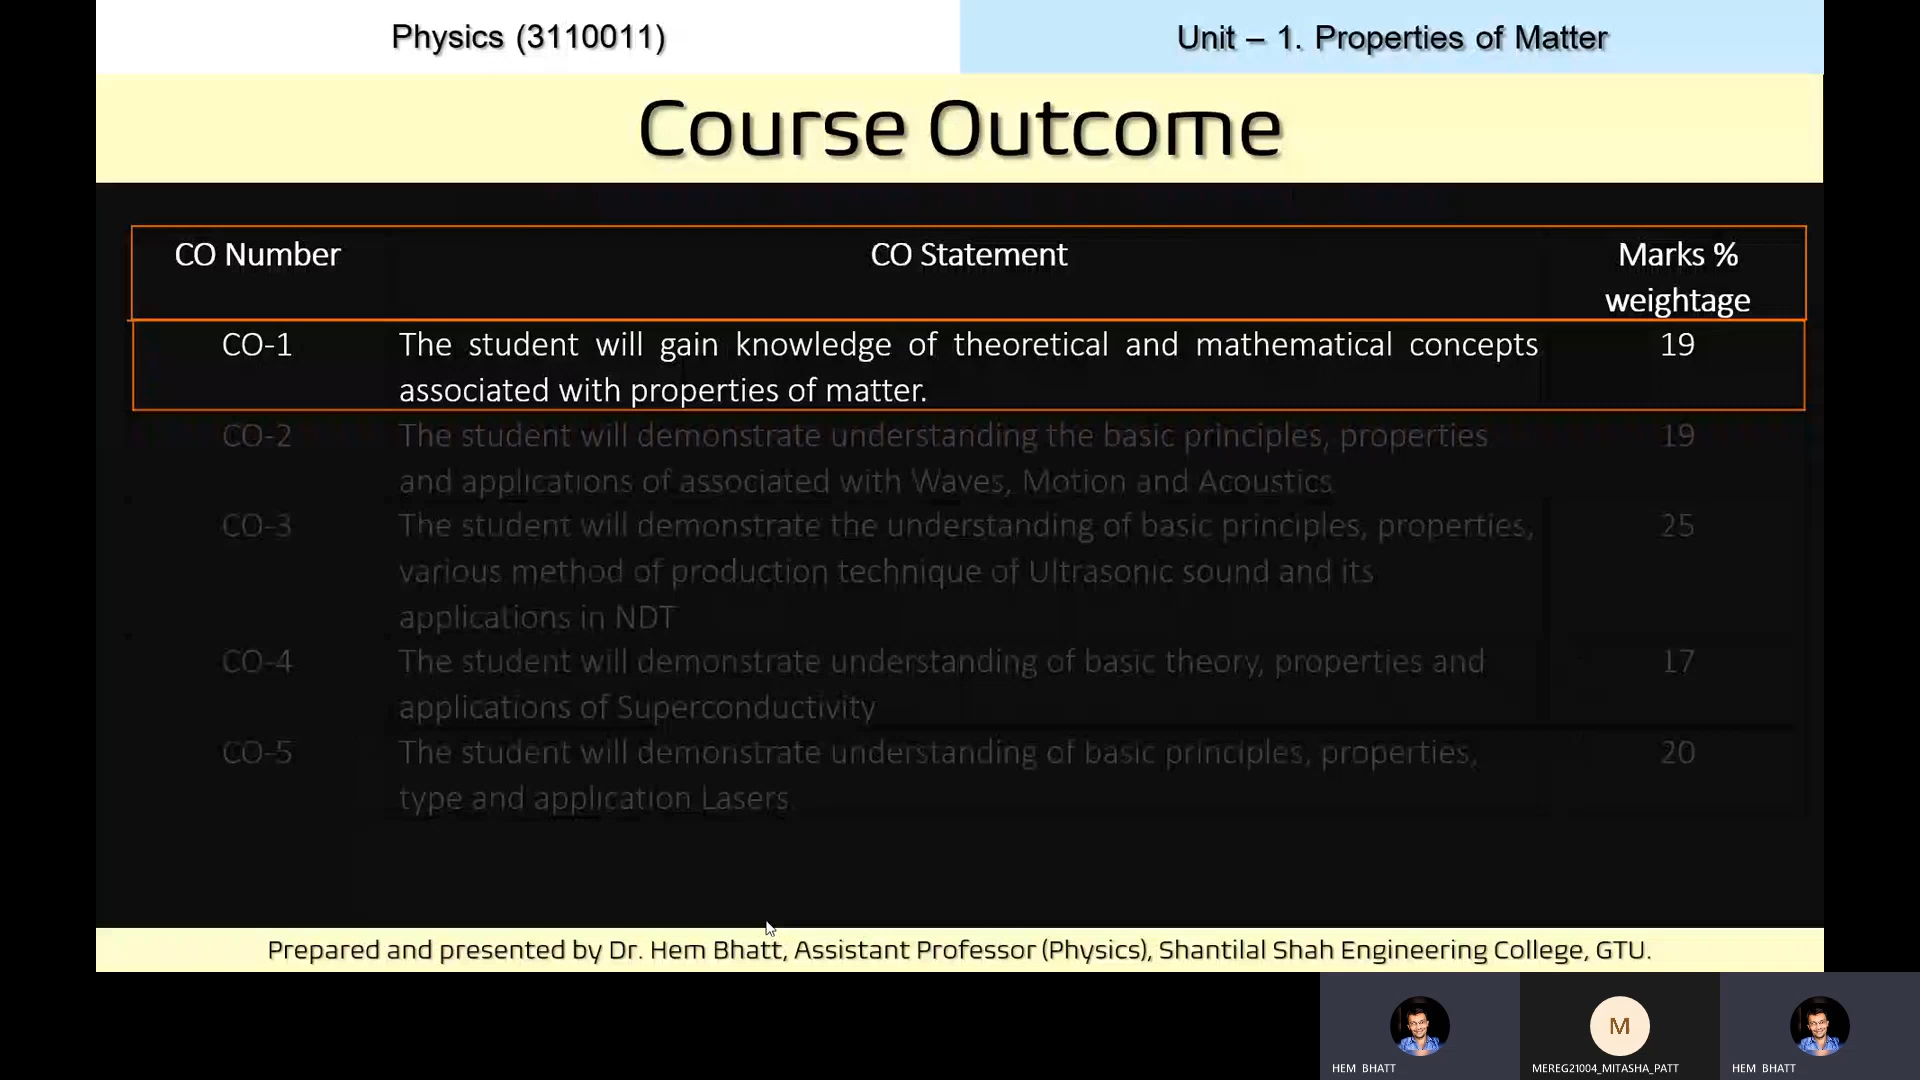 Physics (3110011)
Unit – 1. Properties of Matter
Course Outcome
CO Number CO Statement Marks %
weightage
CO-1 The student will gain knowledge of theoretical and mathematical concepts 19
associated with properties of matter.
CO-2 The student will demonstrate understanding the basic principles, properties 19
and applications of associated with Waves, Motion and Acoustics
CO-3 The student will demonstrate the understanding of basic principles, properties, 25
various method of production technique of Ultrasonic sound and its
applications in NDT
CO-4 The student will demonstrate understanding of basic theory, properties and 17
applications of Superconductivity
CO-5 The student will demonstrate understanding of basic principles, properties, 20
type and application Lasers
Prepared and presented by Dr. Hem Bhatt, Assistant Professor (Physics), Shantilal Shah Engineering College, GTU.
M
HEM BHATT MEREG21004_MITASHA_PATT HEM BHATT